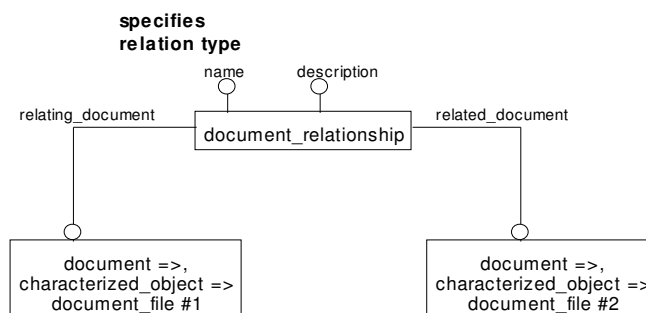 specifies
relation type
name
description
relating_document
related_document
document_relationship
document =>,
characterized_object =>
document_file #1
document =>,
characterized_object =>
document_file #2